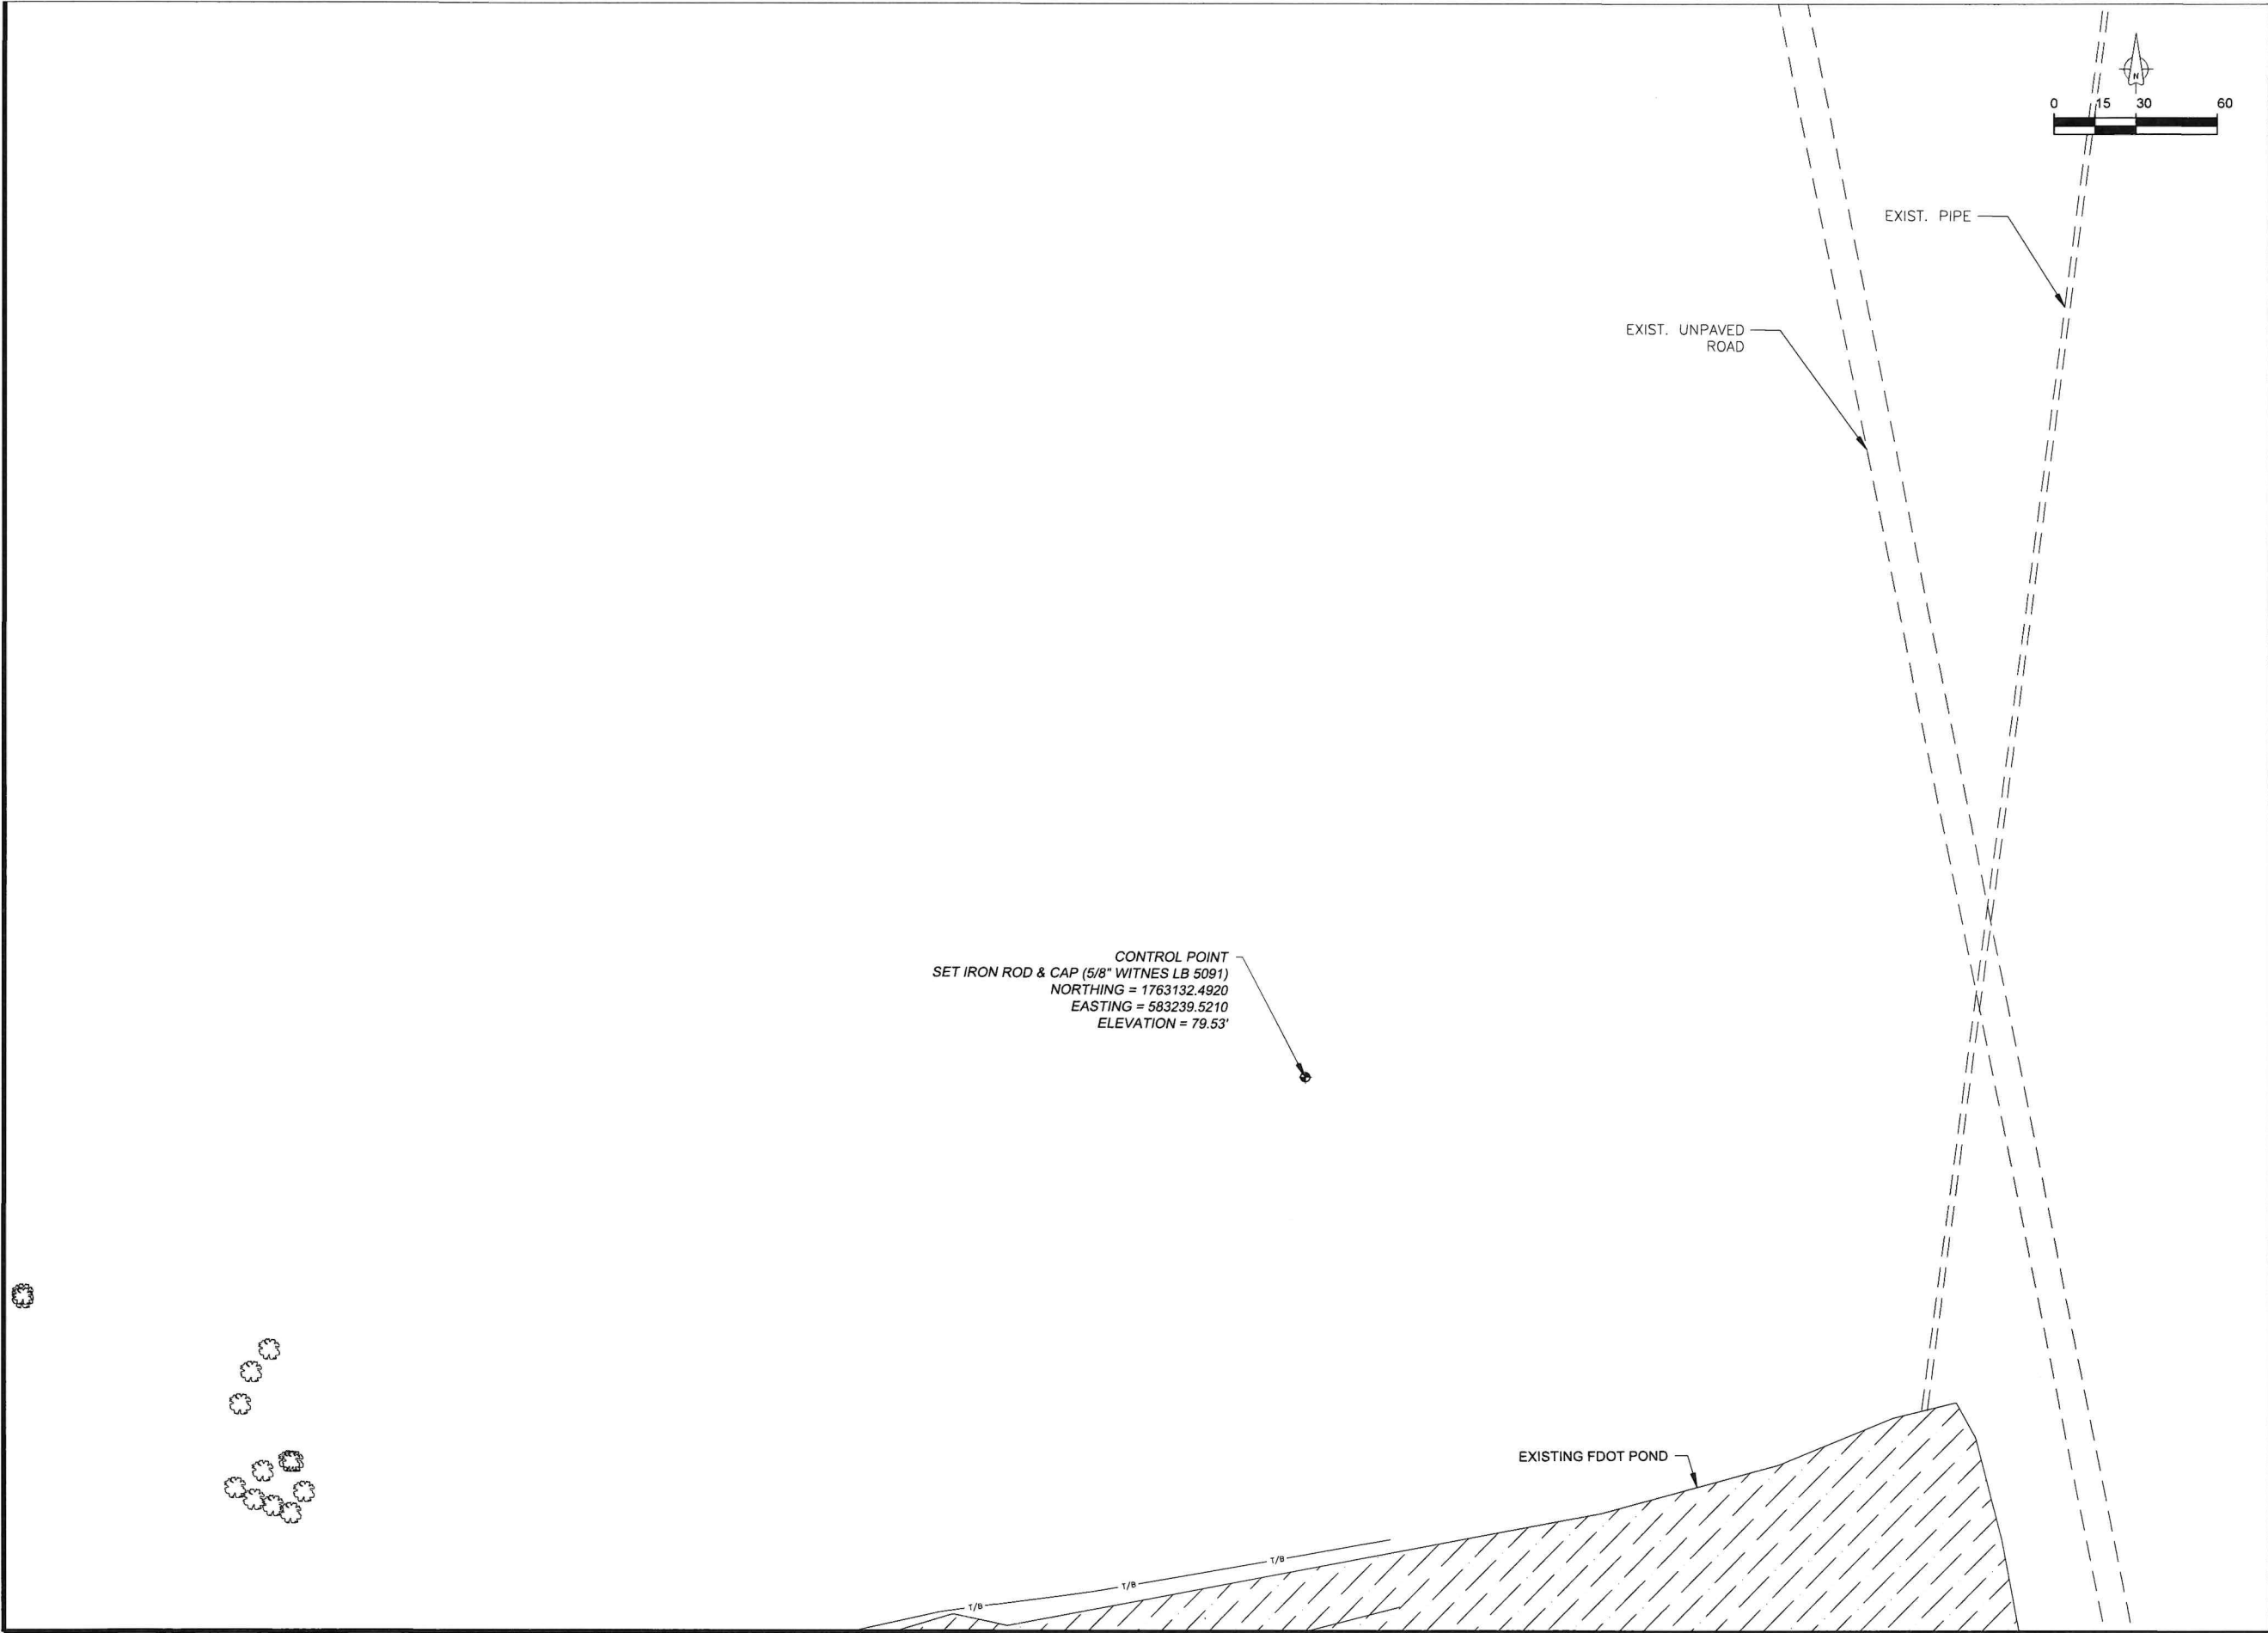 N
0 15 30 60
EXIST. PIPE
EXIST. UNPAVED
ROAD
CONTROL POINT
SET IRON ROD & CAP (5/8" WITNES LB 5091)
NORTHING = 1763132.4920
EASTING = 583239.5210
ELEVATION = 79.53'
EXISTING FDOT POND
T/B
T/B
T/B